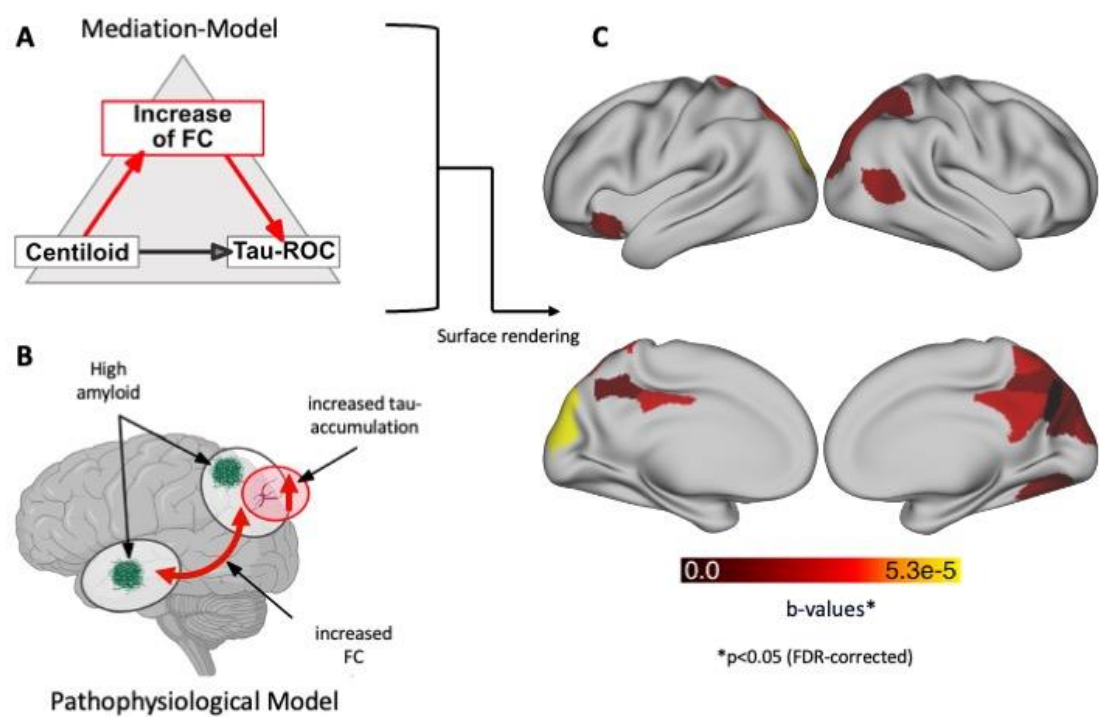 A
Mediation-Model
Increase
of FC
Centiloid
Tau-ROC
B
High
amyloid
increased tau-
accumulation
increased
FC
Pathophysiological Model
Surface rendering
C
0.0
5.3e-5
b-values*
*p<0.05 (FDR-corrected)